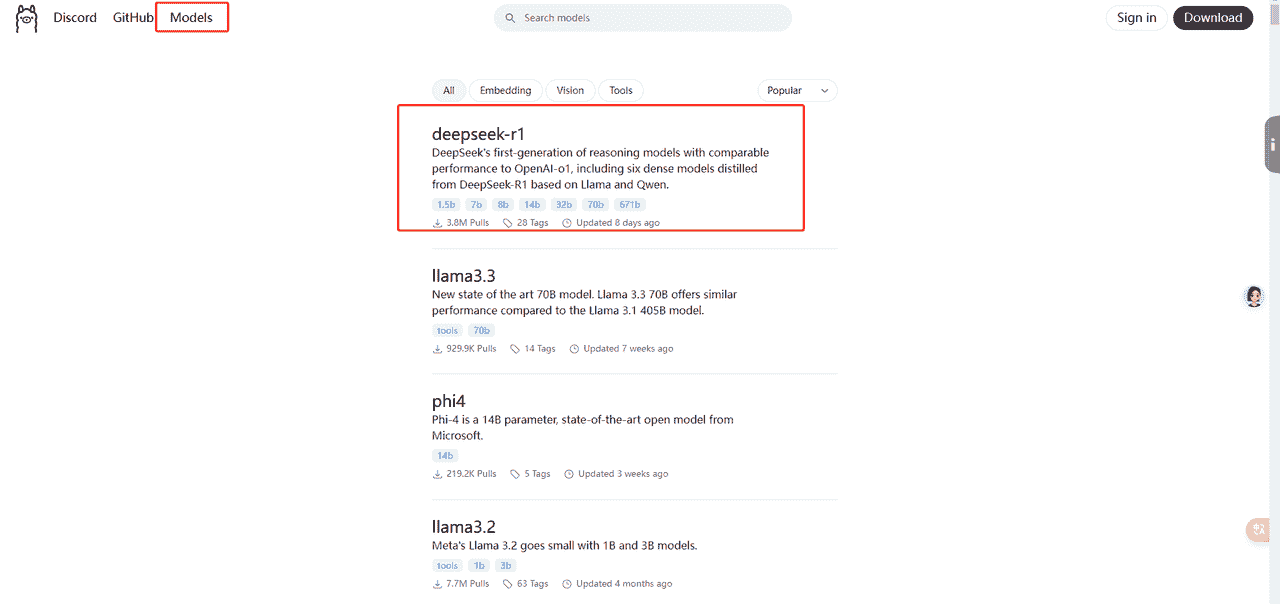 Discord
GitHub
Models
Search models
Sign in
Download
All
Embedding
Vision
Tools
Popular
deepseek-r1
DeepSeek's first-generation of reasoning models with comparable
performance to OpenAI-o1, including six dense models distilled
from DeepSeek-R1 based on Llama and Qwen.
1.5b 7b 8b 14b 32b 70b 671b
3.8M Pulls 28 Tags Updated 8 days ago
llama3.3
New state of the art 70B model. Llama 3.3 70B offers similar
performance compared to the Llama 3.1 405B model.
tools 70b
929.9K Pulls 14 Tags Updated 7 weeks ago
phi4
Phi-4 is a 14B parameter, state-of-the-art open model from
Microsoft.
14b
219.2K Pulls 5 Tags Updated 3 weeks ago
llama3.2
Meta's Llama 3.2 goes small with 1B and 3B models.
tools 1b 3b
7.7M Pulls 63 Tags Updated 4 months ago